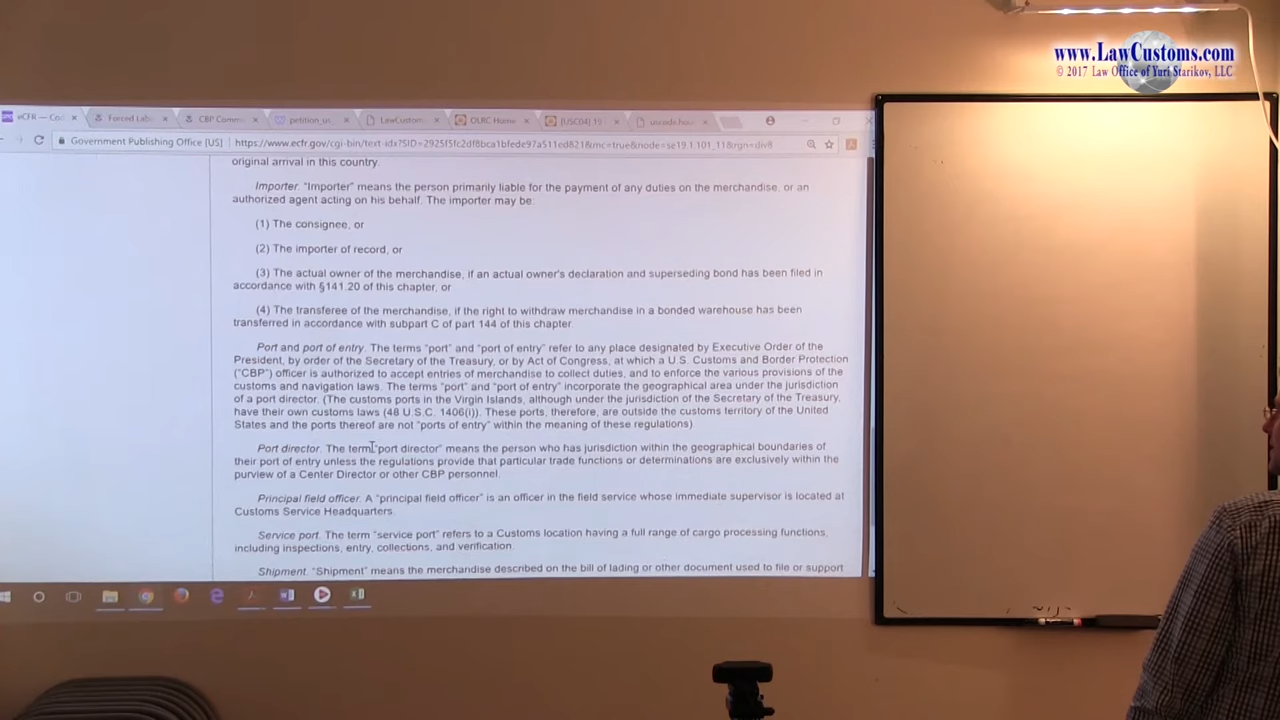 www.LawCustoms.com
© 2017 Law Office of Yuri Starikov, LLC
eCFR — Co
Forced Lab
CBP Comm
petition_us
LawCustom
OLRC Home
[USC04] 19
uscode.hou
Government Publishing Office [US]
original arrival in this country.
Importer. "Importer" means the person primarily liable for the payment of any duties on the merchandise, or an
authorized agent acting on his behalf. The importer may be:
(1) The consignee, or
(2) The importer of record, or
(3) The actual owner of the merchandise, if an actual owner's declaration and superseding bond has been filed in
accordance with §141.20 of this chapter, or
(4) The transferee of the merchandise, if the right to withdraw merchandise in a bonded warehouse has been
transferred in accordance with subpart C of part 144 of this chapter.
Port and port of entry. The terms "port" and "port of entry" refer to any place designated by Executive Order of the
President, by order of the Secretary of the Treasury, or by Act of Congress, at which a U.S. Customs and Border Protection
("CBP") officer is authorized to accept entries of merchandise to collect duties, and to enforce the various provisions of the
customs and navigation laws. The terms "port" and "port of entry" incorporate the geographical area under the jurisdiction
of a port director. (The customs ports in the Virgin Islands, although under the jurisdiction of the Secretary of the Treasury,
have their own customs laws (48 U.S.C. 1406(i)). These ports, therefore, are outside the customs territory of the United
States and the ports thereof are not "ports of entry" within the meaning of these regulations)
Port director. The term "port director" means the person who has jurisdiction within the geographical boundaries of
their port of entry unless the regulations provide that particular trade functions or determinations are exclusively within the
purview of a Center Director or other CBP personnel.
Principal field officer. A "principal field officer" is an officer in the field service whose immediate supervisor is located at
Customs Service Headquarters.
Service port. The term "service port" refers to a Customs location having a full range of cargo processing functions,
including inspections, entry, collections, and verification.
Shipment. "Shipment" means the merchandise described on the bill of lading or other document used to file or support